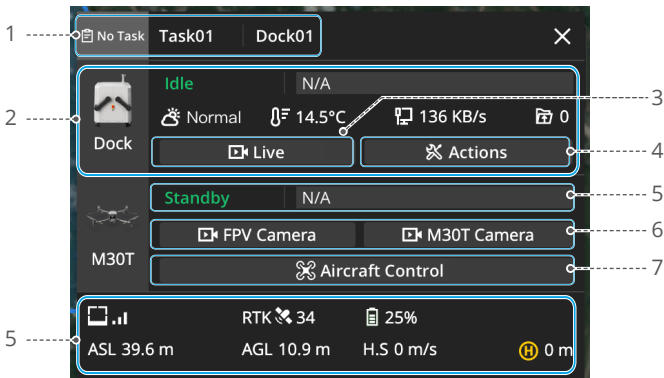 1
No Task Task01 Dock01
Idle N/A
2
Normal 14.5°C 136 KB/s 0
3
Dock
Live Actions
4
Standby N/A
5
FPV Camera M30T Camera
6
M30T
Aircraft Control
7
RTK 34 25%
5
ASL 39.6 m AGL 10.9 m H.S 0 m/s H 0 m